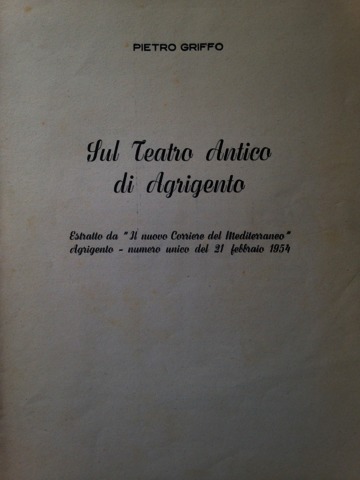 PIETRO GRIFFO
Sul Teatro Antico
di Agrigento
Estratto da "Il nuovo Corriere del Mediterraneo"
Agrigento - numero unico del 21 febbraio 1954